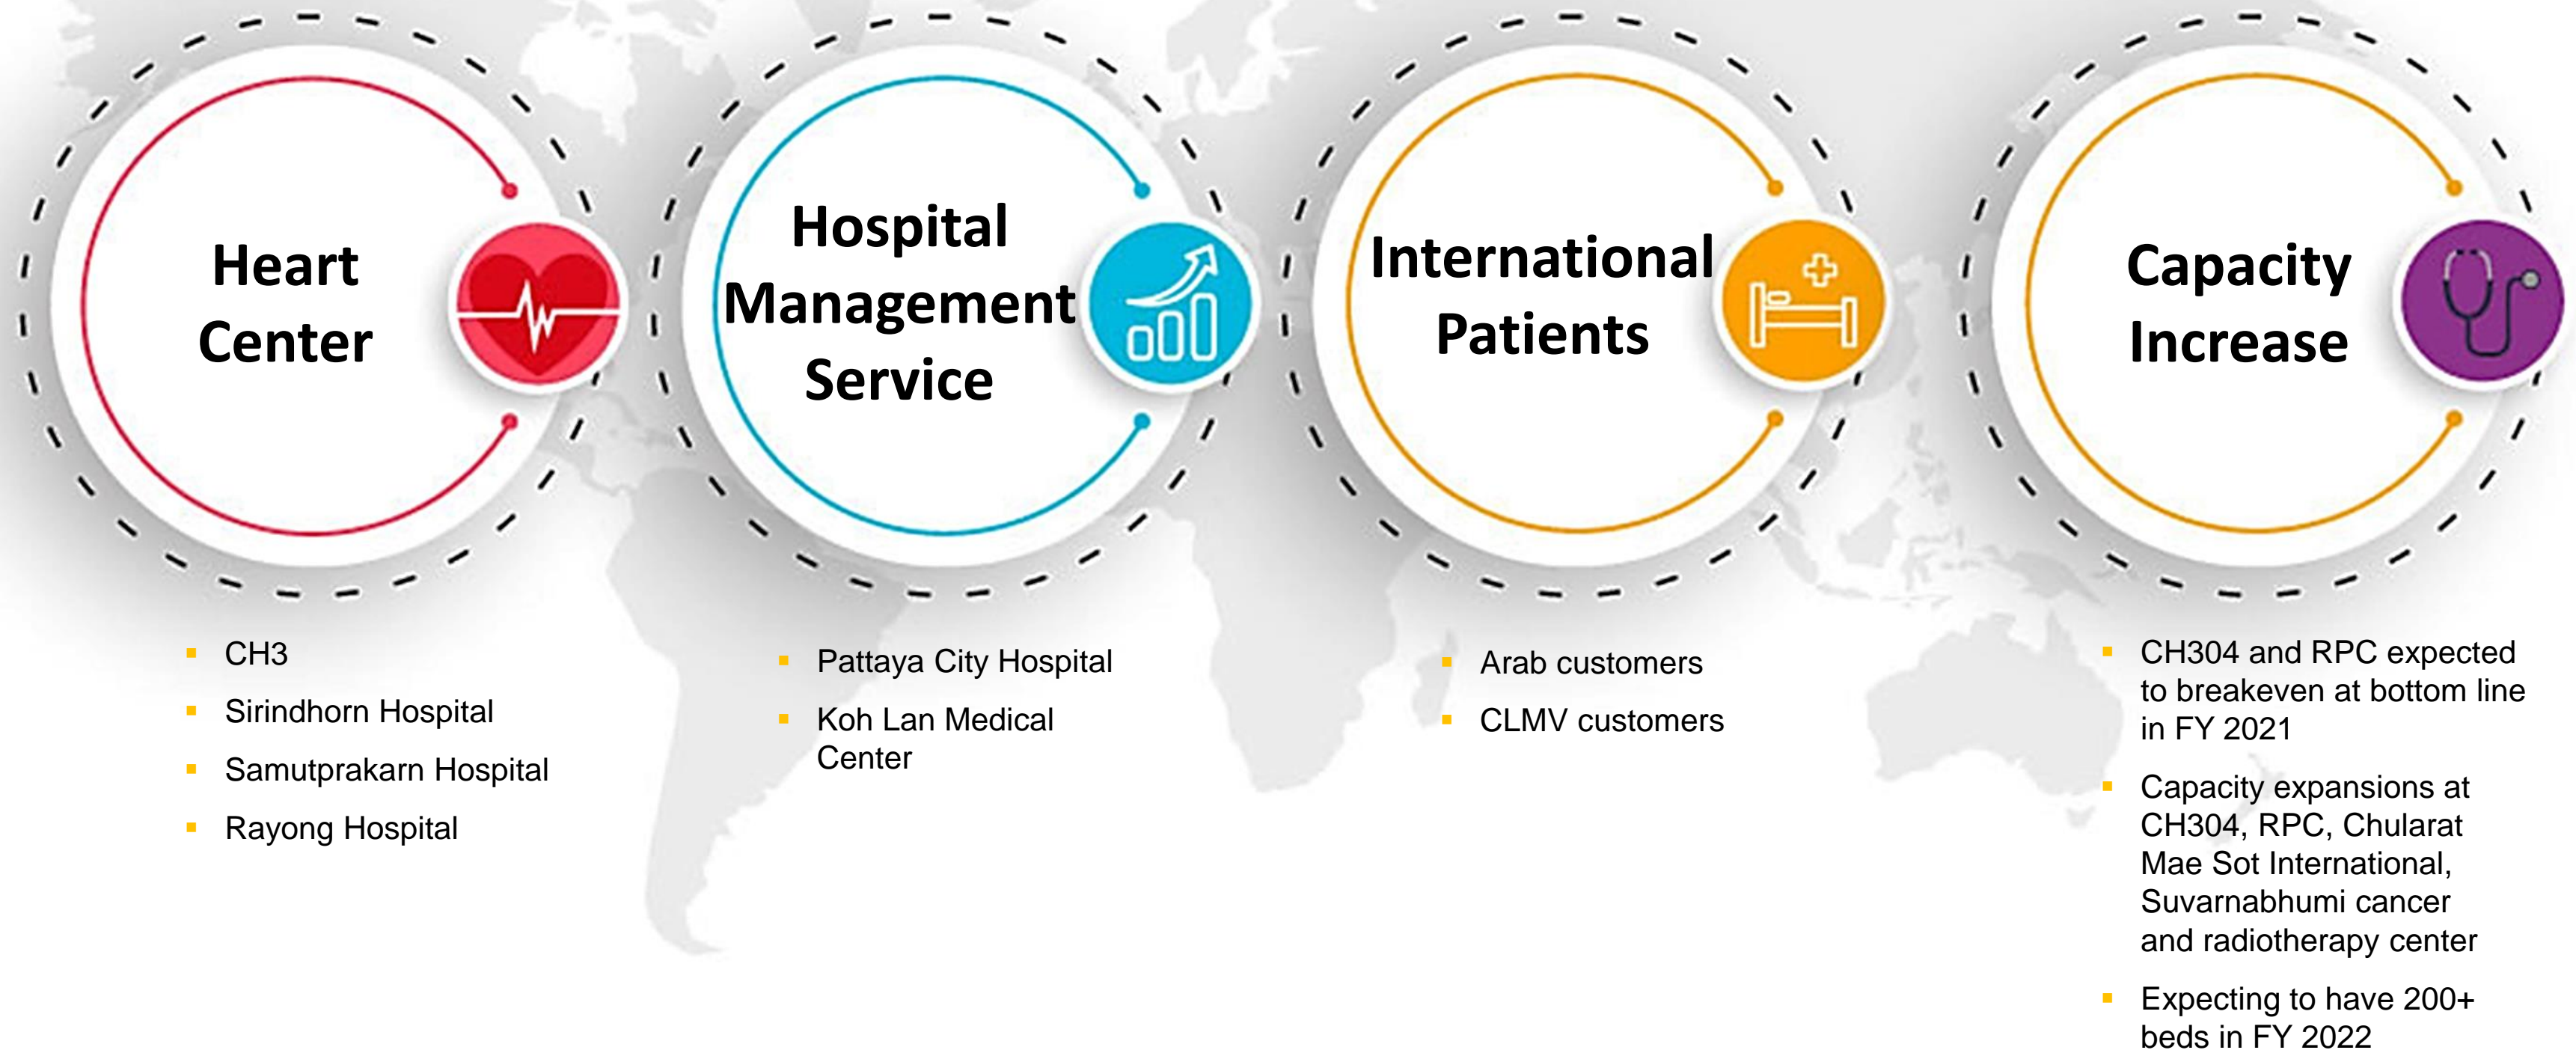 Heart
Center
Hospital
Management
Service
International
Patients
Capacity
Increase
CH3
Sirindhorn Hospital
Samutprakarn Hospital
Rayong Hospital
Pattaya City Hospital
Koh Lan Medical
Center
Arab customers
CLMV customers
CH304 and RPC expected
to breakeven at bottom line
in FY 2021
Capacity expansions at
CH304, RPC, Chularat
Mae Sot International,
Suvarnabhumi cancer
and radiotherapy center
Expecting to have 200+
beds in FY 2022